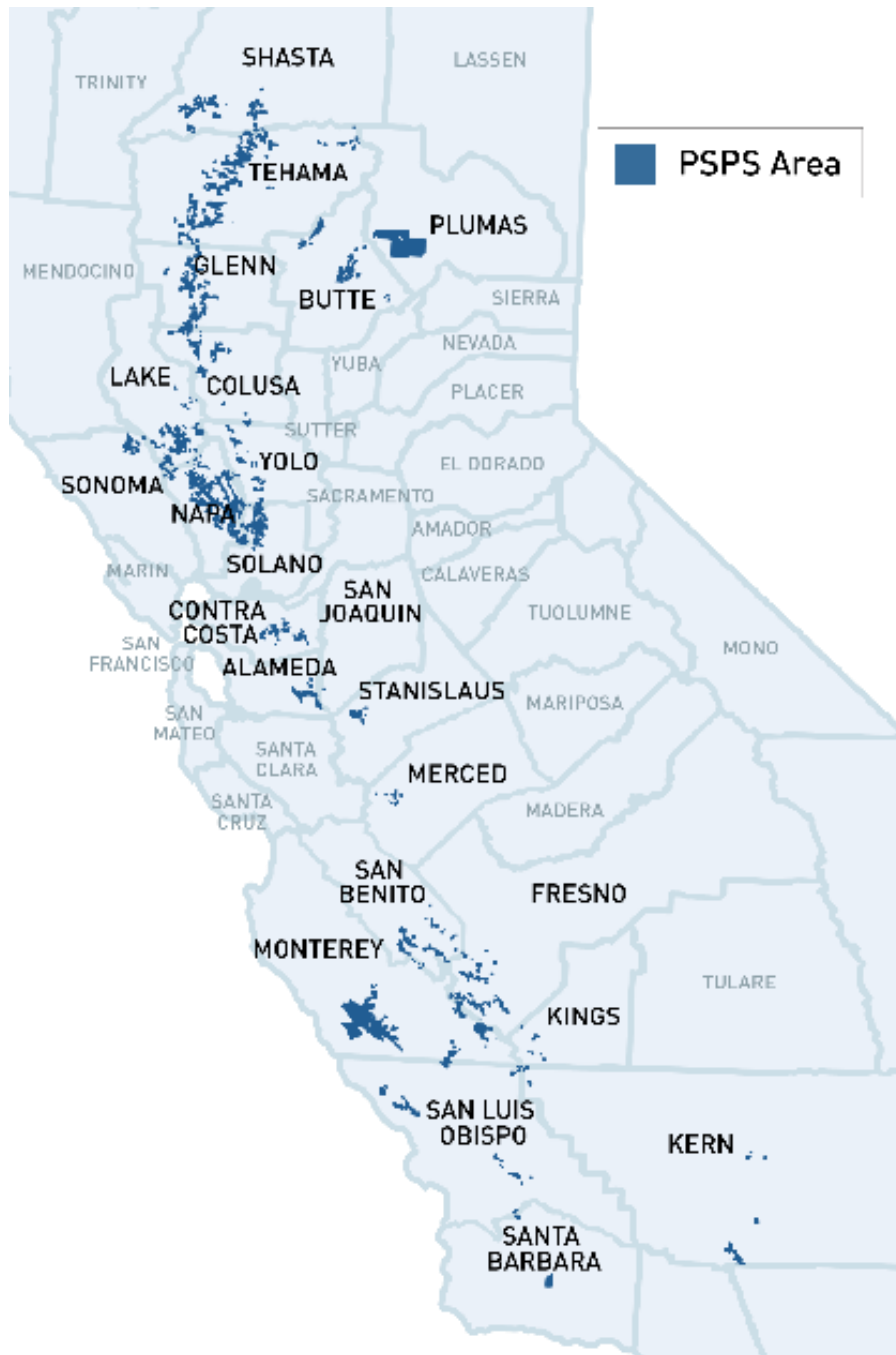 SHASTA
LASSEN
TRINITY
PSPS Area
TEHAMA
PLUMAS
MENDOCINO
GLENN
BUTTE
SIERRA
NEVADA
YUBA
LAKE
COLUSA
PLACER
SUTTER
YOLO
EL DORADO
SONOMA
SACRAMENTO
NAPA
AMADOR
SOLANO
MARIN
CALAVERAS
SAN
JOAQUIN
CONTRA
COSTA
TUOLUMNE
SAN
FRANCISCO
MONO
ALAMEDA
STANISLAUS
MARIPOSA
SAN
MATEO
SANTA
CLARA
MERCED
SANTA
CRUZ
MADERA
SAN
BENITO
FRESNO
MONTEREY
TULARE
KINGS
SAN LUIS
OBISPO
KERN
SANTA
BARBARA